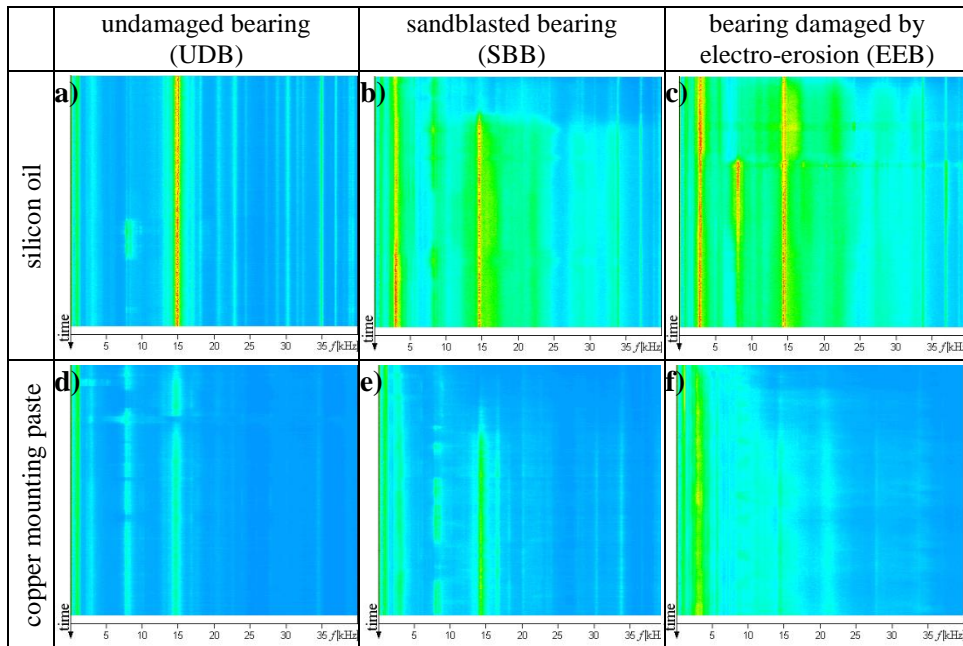 undamaged bearing
(UDB)
sandblasted bearing
(SBB)
bearing damaged by
electro-erosion (EEB)
silicon oil
a)
b)
c)
time
5 10 15 20 25 30 35 f[kHz]
time
5 10 15 20 25 30 35 f[kHz]
time
5 10 15 20 25 30 35 f[kHz]
copper mounting paste
d)
e)
f)
time
5 10 15 20 25 30 35 f[kHz]
time
5 10 15 20 25 30 35 f[kHz]
time
5 10 15 20 25 30 35 f[kHz]